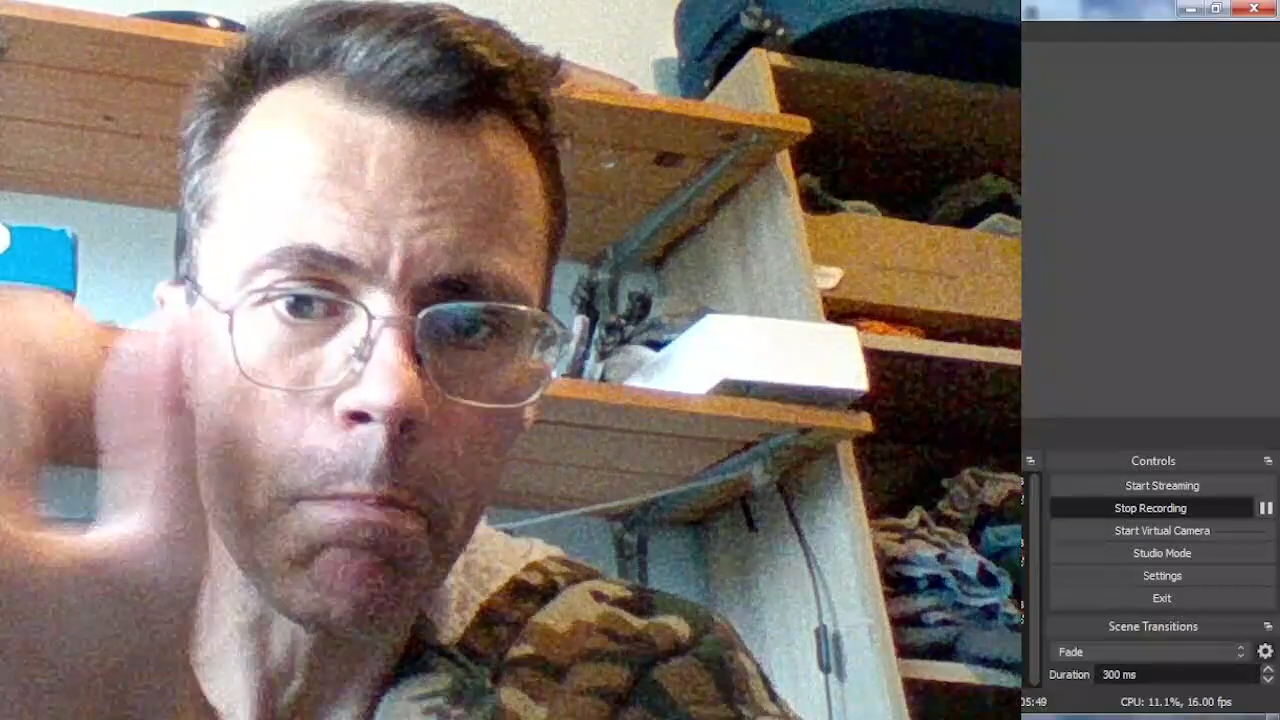 Controls
Start Streaming
Stop Recording
Start Virtual Camera
Studio Mode
Settings
Exit
Scene Transitions
Fade
Duration 300 ms
05:49 CPU: 11.1%, 16.00 fps